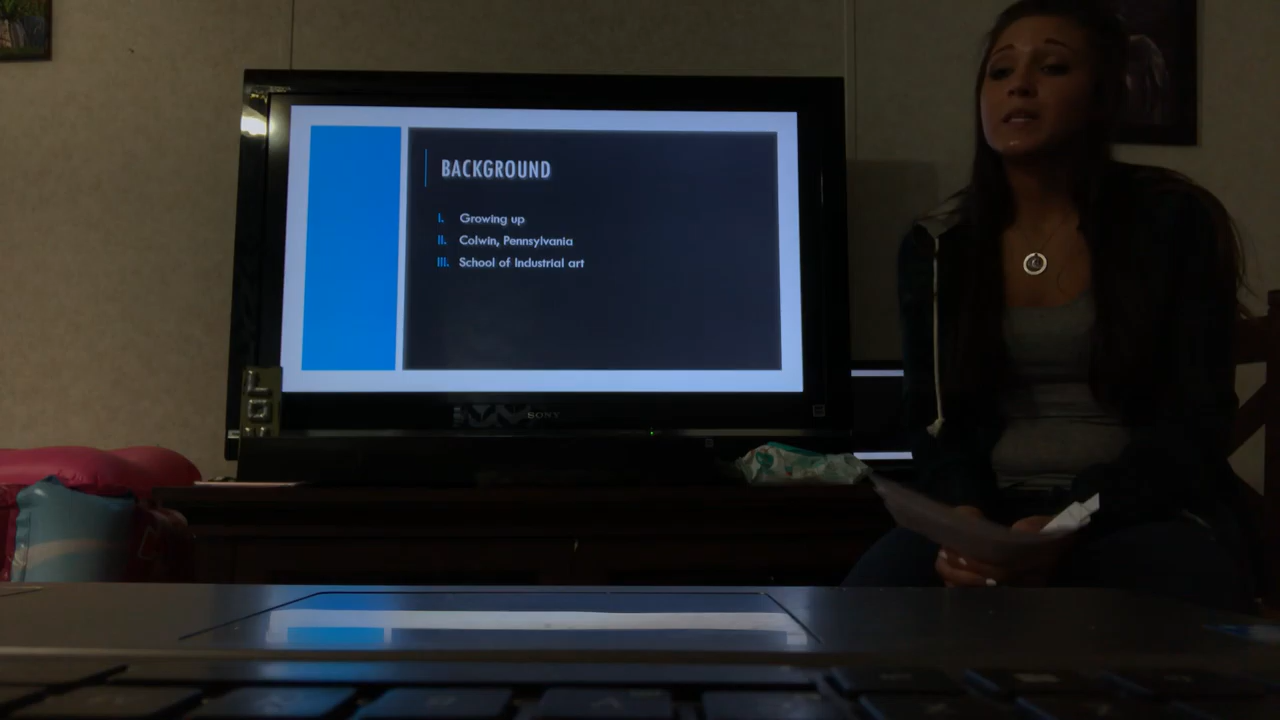 BACKGROUND
I. Growing up
II. Colwin, Pennsylvania
III. School of Industrial art
SONY